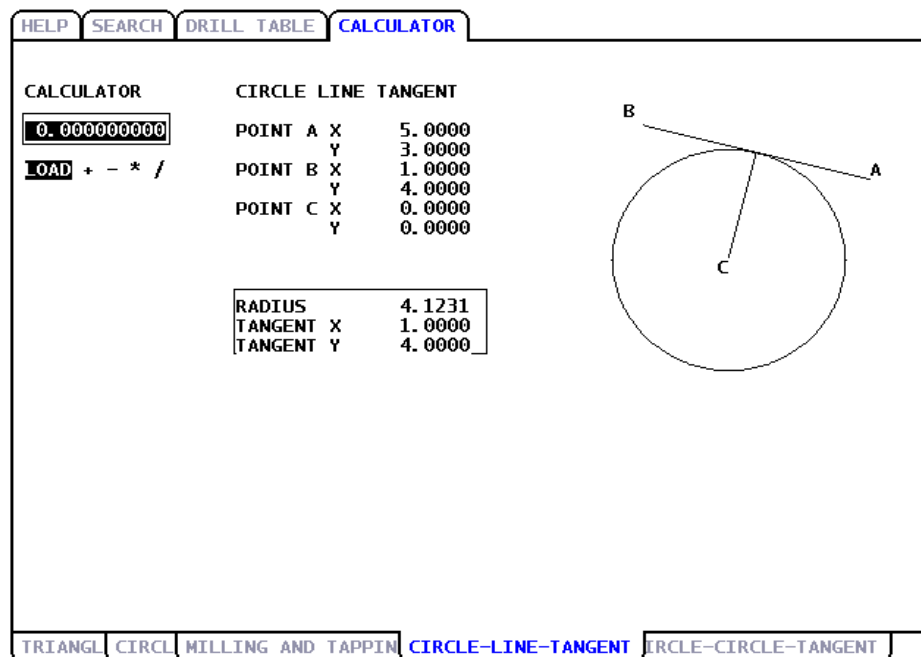 HELP SEARCH DRILL TABLE CALCULATOR
CALCULATOR
0.000000000
LOAD + - * /
CIRCLE LINE TANGENT
POINT A X 5.0000
Y 3.0000
POINT B X 1.0000
Y 4.0000
POINT C X 0.0000
Y 0.0000
RADIUS 4.1231
TANGENT X 1.0000
TANGENT Y 4.0000
B
A
C
TRIANGL CIRCL MILLING AND TAPPIN CIRCLE-LINE-TANGENT IRCLE-CIRCLE-TANGENT